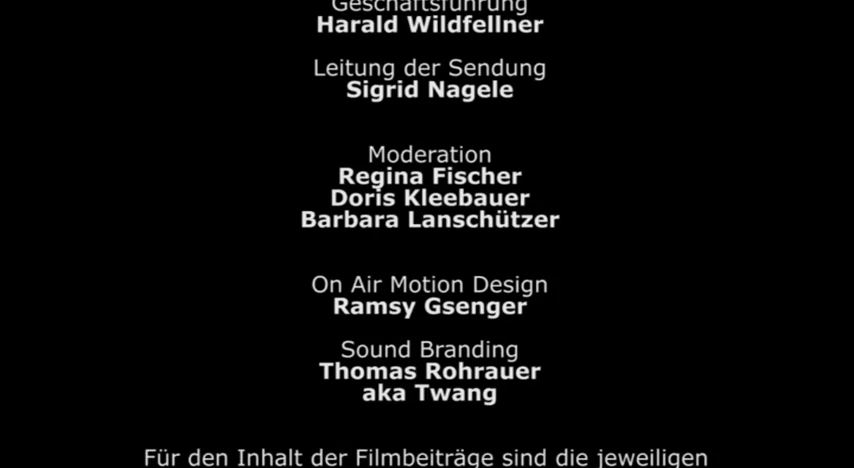 Geschäftsführung
Harald Wildfellner
Leitung der Sendung
Sigrid Nagele
Moderation
Regina Fischer
Doris Kleebauer
Barbara Lanschützer
On Air Motion Design
Ramsy Gsenger
Sound Branding
Thomas Rohrauer
aka Twang
Für den Inhalt der Filmbeiträge sind die jeweiligen